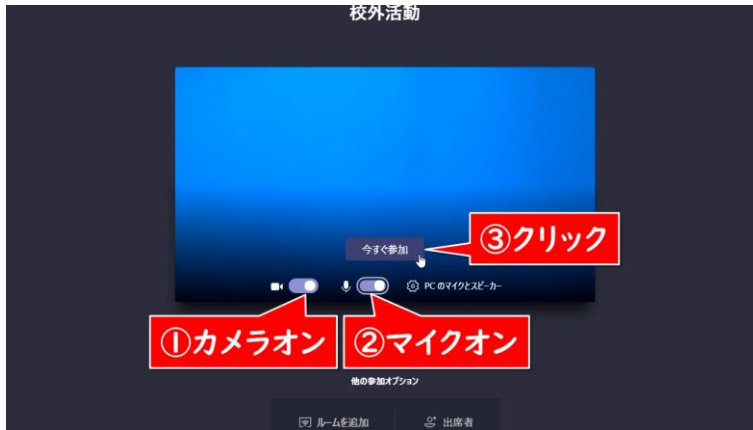 校外活動
今すぐ参加
③クリック
PC のマイクとスピーカー
①カメラオン
②マイクオン
他の参加オプション
ルームを追加
出席者